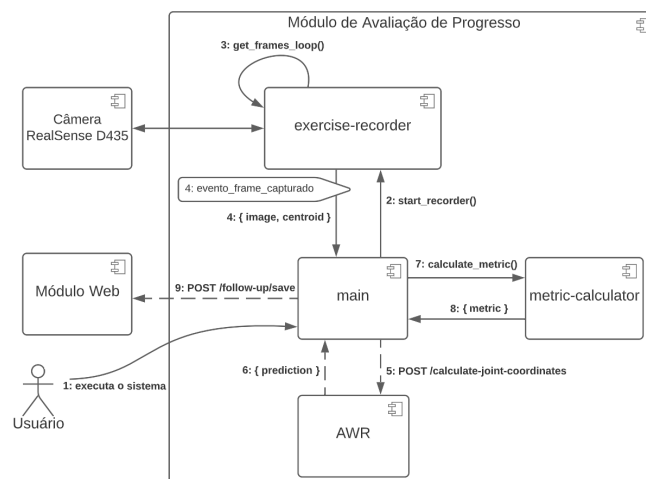 Módulo de Avaliação de Progresso
3: get_frames_loop()
Câmera
RealSense D435
exercise-recorder
4: evento_frame_capturado
2: start_recorder()
4: { image, centroid }
7: calculate_metric()
9: POST /follow-up/save
Módulo Web
main
metric-calculator
8: { metric }
1: executa o sistema
6: { prediction }
5: POST /calculate-joint-coordinates
Usuário
AWR